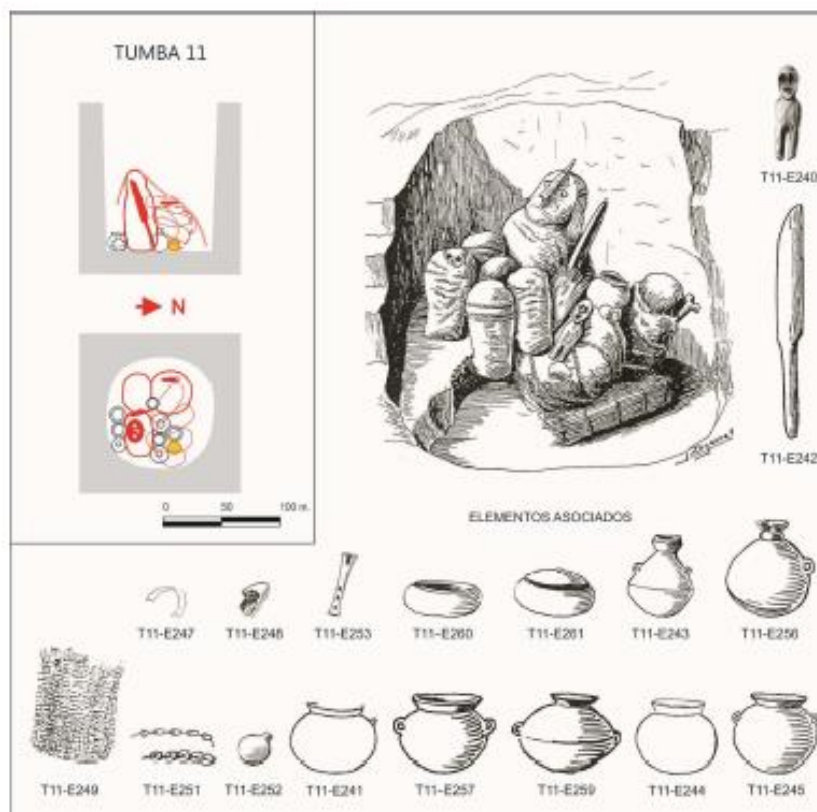 TUMBA 11
N
0 50 100 m.
T11-E240
T11-E242
ELEMENTOS ASOCIADOS
T11-E247 T11-E248 T11-E253 T11-E260 T11-E261 T11-E243 T11-E256
T11-E249 T11-E251 T11-E252 T11-E241 T11-E257 T11-E259 T11-E244 T11-E245